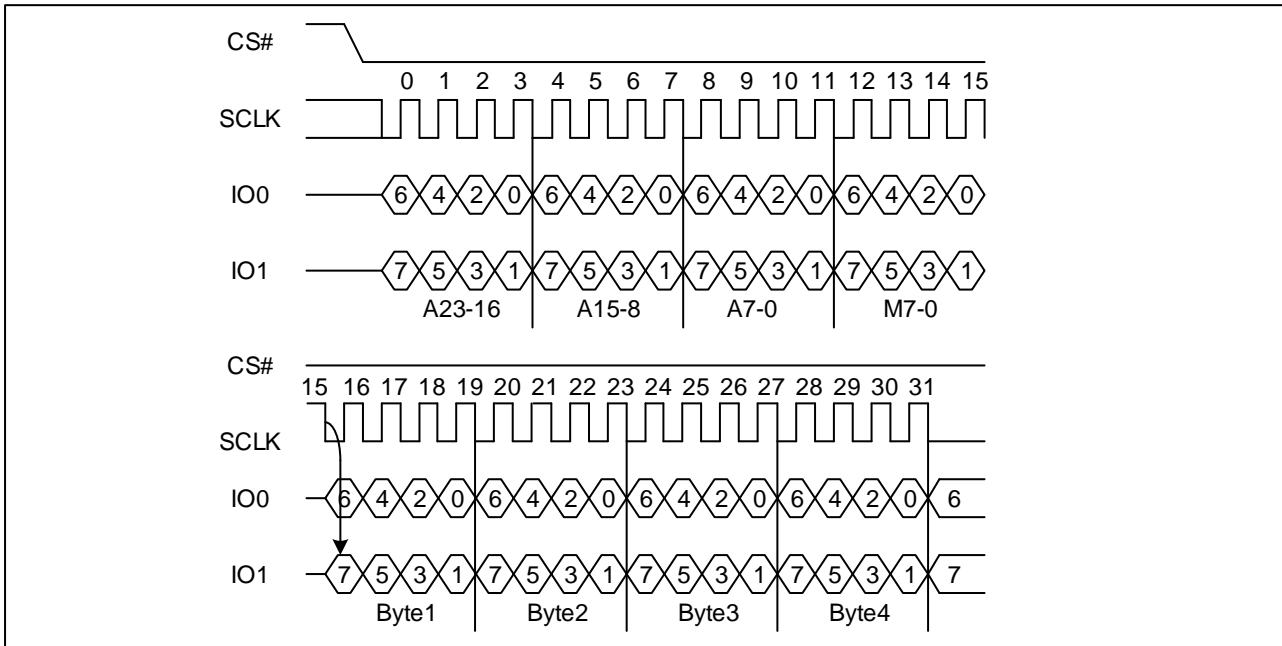 CS#
0 1 2 3 4 5 6 7 8 9 10 11 12 13 14 15
SCLK
IO0 6 4 2 0 6 4 2 0 6 4 2 0 6 4 2 0
IO1 7 5 3 1 7 5 3 1 7 5 3 1 7 5 3 1
A23-16 A15-8 A7-0 M7-0
CS#
15 16 17 18 19 20 21 22 23 24 25 26 27 28 29 30 31
SCLK
IO0 6 4 2 0 6 4 2 0 6 4 2 0 6 4 2 0 6
IO1 7 5 3 1 7 5 3 1 7 5 3 1 7 5 3 1 7
Byte1 Byte2 Byte3 Byte4